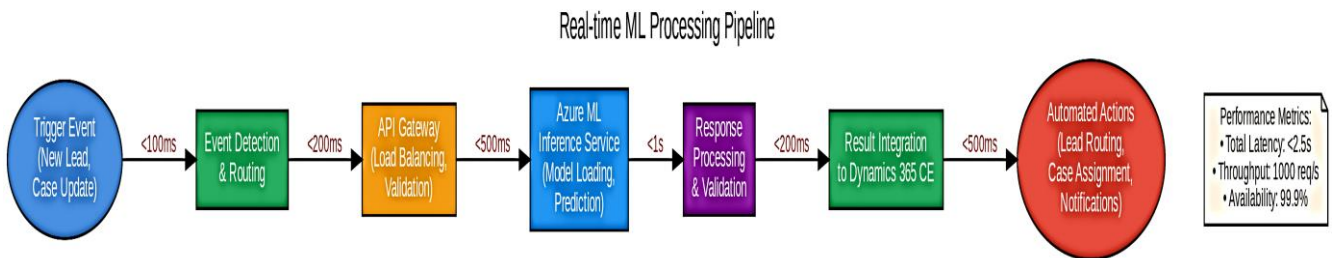 Real-time ML Processing Pipeline
Trigger Event
(New Lead,
Case Update)
<100ms
Event Detection
& Routing
<200ms
API Gateway
(Load Balancing,
Validation)
<500ms
Azure ML
Inference Service
(Model Loading,
Prediction)
<1s
Response
Processing
& Validation
<200ms
Result Integration
to Dynamics 365 CE
<500ms
Automated Actions
(Lead Routing,
Case Assignment,
Notifications)
Performance Metrics:
• Total Latency: <2.5s
• Throughput: 1000 req/s
• Availability: 99.9%